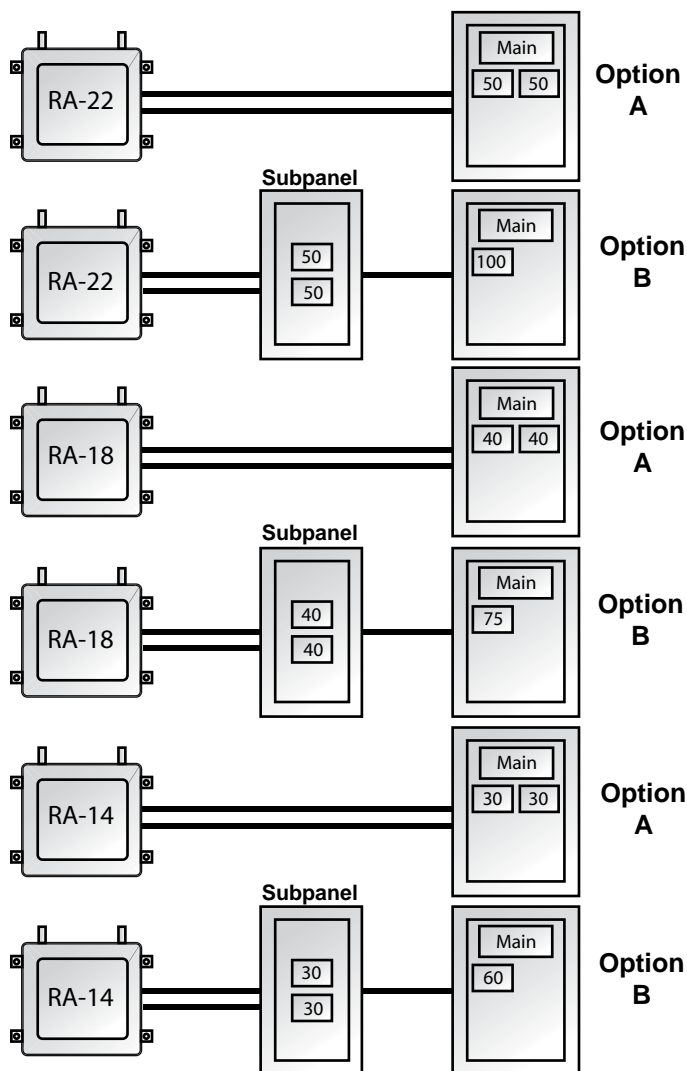 Main
50 50
Option
A
RA-22
Subpanel
Main
50
100
50
Option
B
RA-22
Main
40 40
Option
A
RA-18
Subpanel
Main
40
75
40
Option
B
RA-18
Main
30 30
Option
A
RA-14
Subpanel
Main
30
60
30
Option
B
RA-14